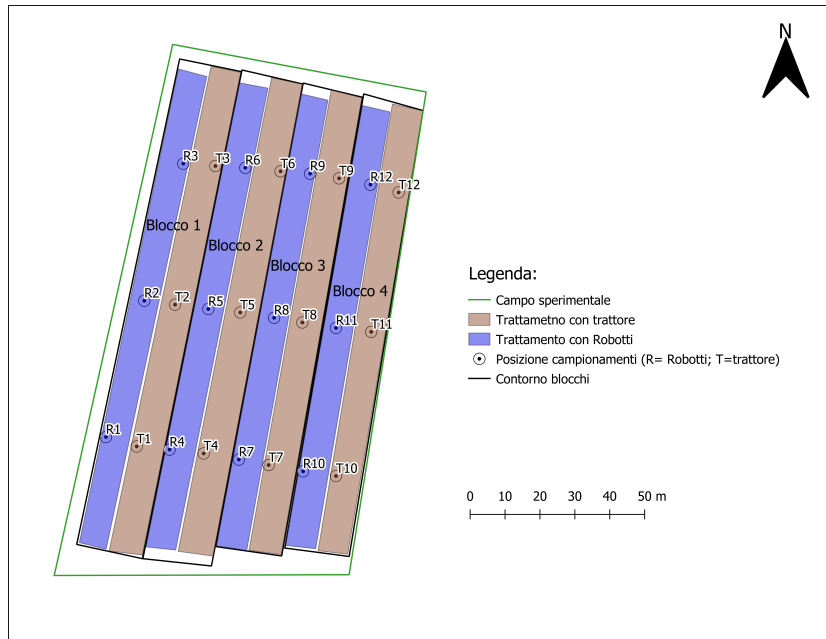 N
R3
T3
R6
T6
R9
T9
R12
T12
Blocco 1
Blocco 2
Blocco 3
Blocco 4
R2
T2
R5
T5
R8
T8
R11
T11
R1
T1
R4
T4
R7
T7
R10
T10
Legenda:
Campo sperimentale
Trattametno con trattore
Trattamento con Robotti
Posizione campionamenti (R= Robotti; T=trattore)
Contorno blocchi
0 10 20 30 40 50 m